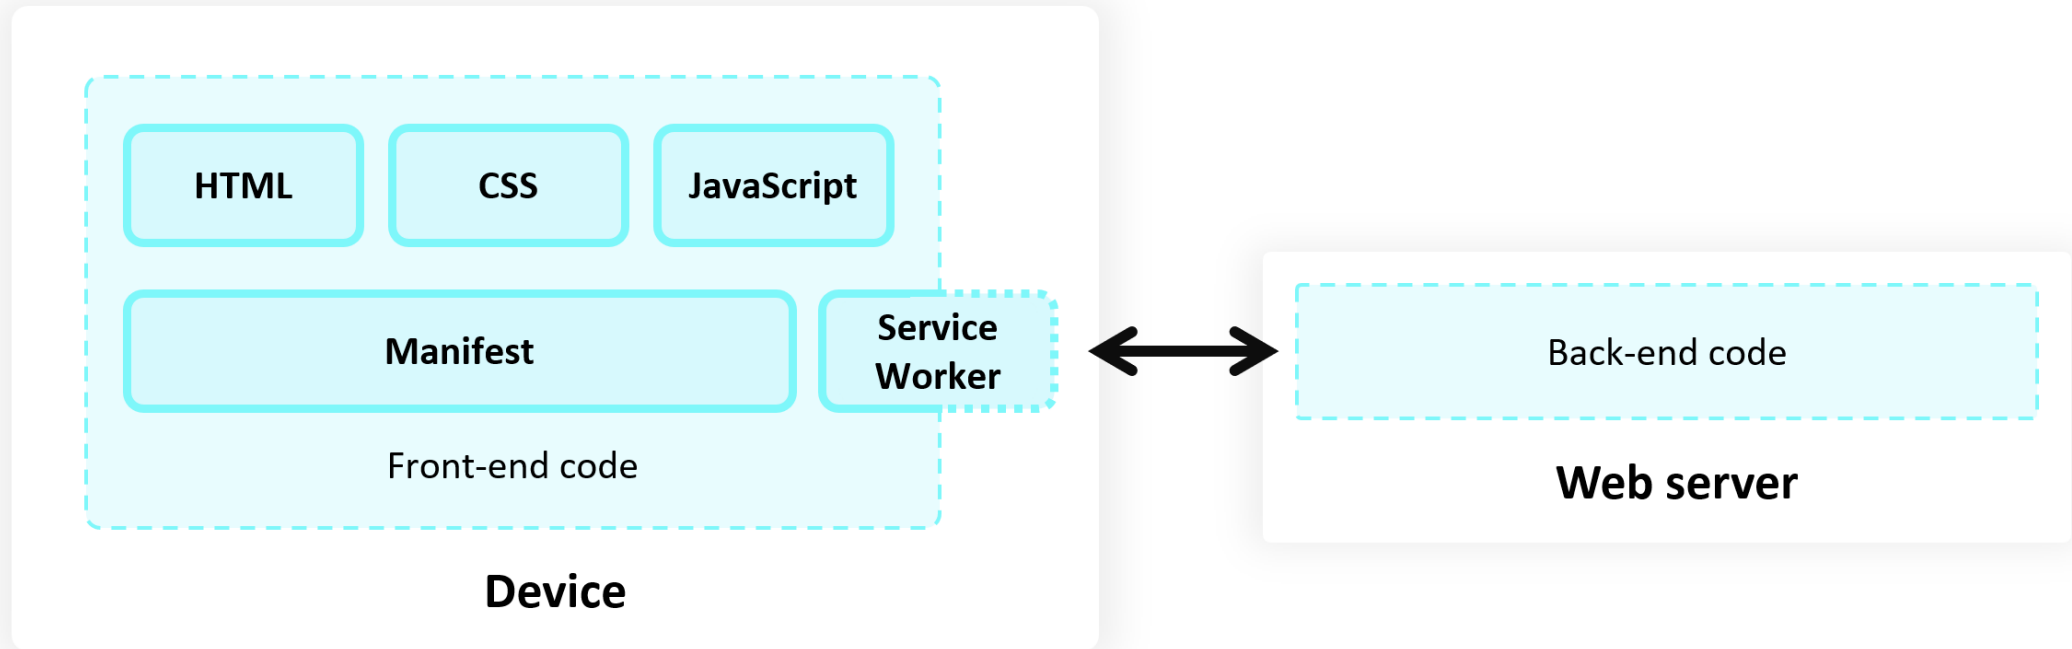 HTML
CSS
JavaScript
Manifest
Service
Worker
Front-end code
Device
Back-end code
Web server